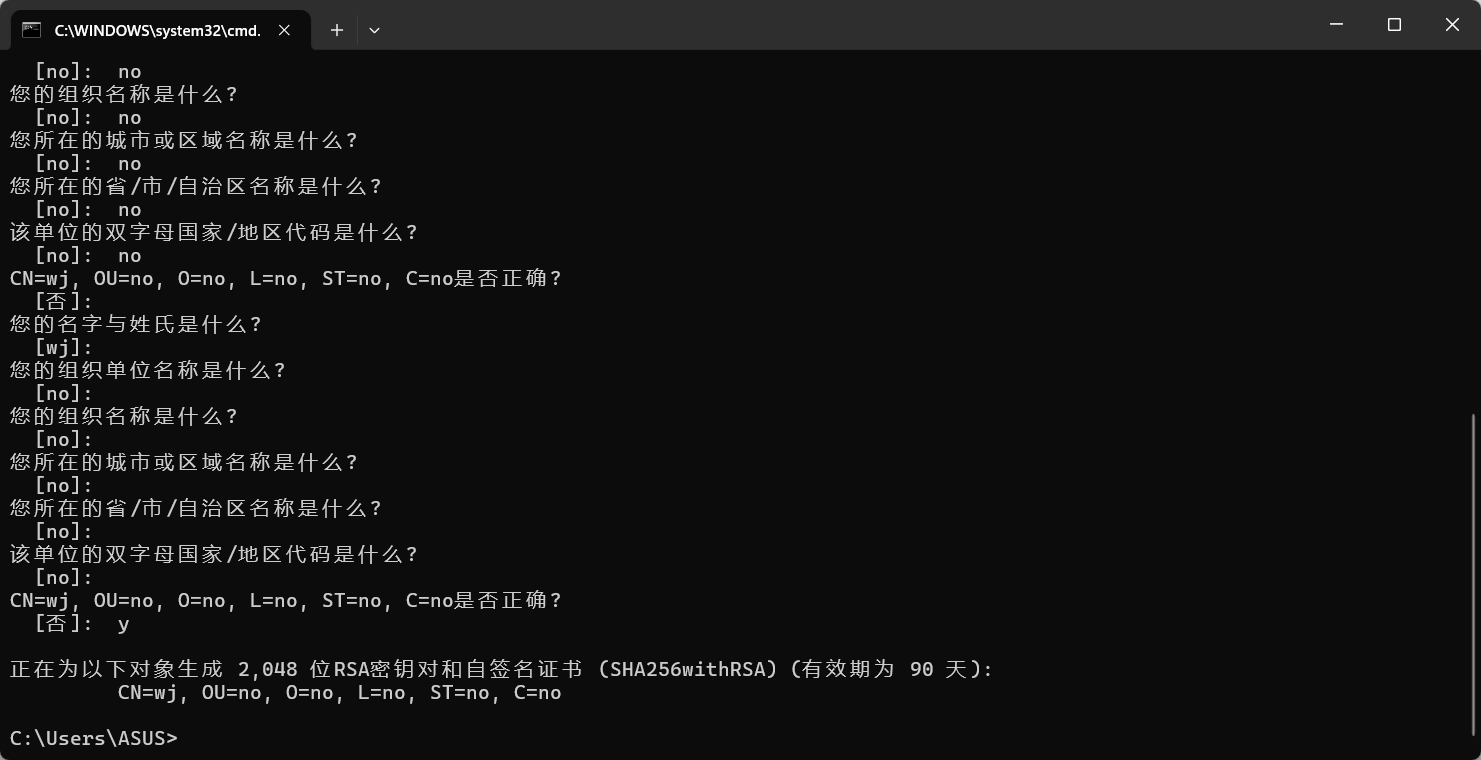 C:\WINDOWS\system32\cmd.
[no]:  no
您的组织名称是什么?
[no]:  no
您所在的城市或区域名称是什么?
[no]:  no
您所在的省/市/自治区名称是什么?
[no]:  no
该单位的双字母国家/地区代码是什么?
[no]:  no
CN=wj, OU=no, O=no, L=no, ST=no, C=no是否正确?
[否]:
您的名字与姓氏是什么?
[wj]:
您的组织单位名称是什么?
[no]:
您的组织名称是什么?
[no]:
您所在的城市或区域名称是什么?
[no]:
您所在的省/市/自治区名称是什么?
[no]:
该单位的双字母国家/地区代码是什么?
[no]:
CN=wj, OU=no, O=no, L=no, ST=no, C=no是否正确?
[否]:  y
正在为以下对象生成 2,048 位RSA密钥对和自签名证书 (SHA256withRSA) (有效期为 90 天):
CN=wj, OU=no, O=no, L=no, ST=no, C=no
C:\Users\ASUS>